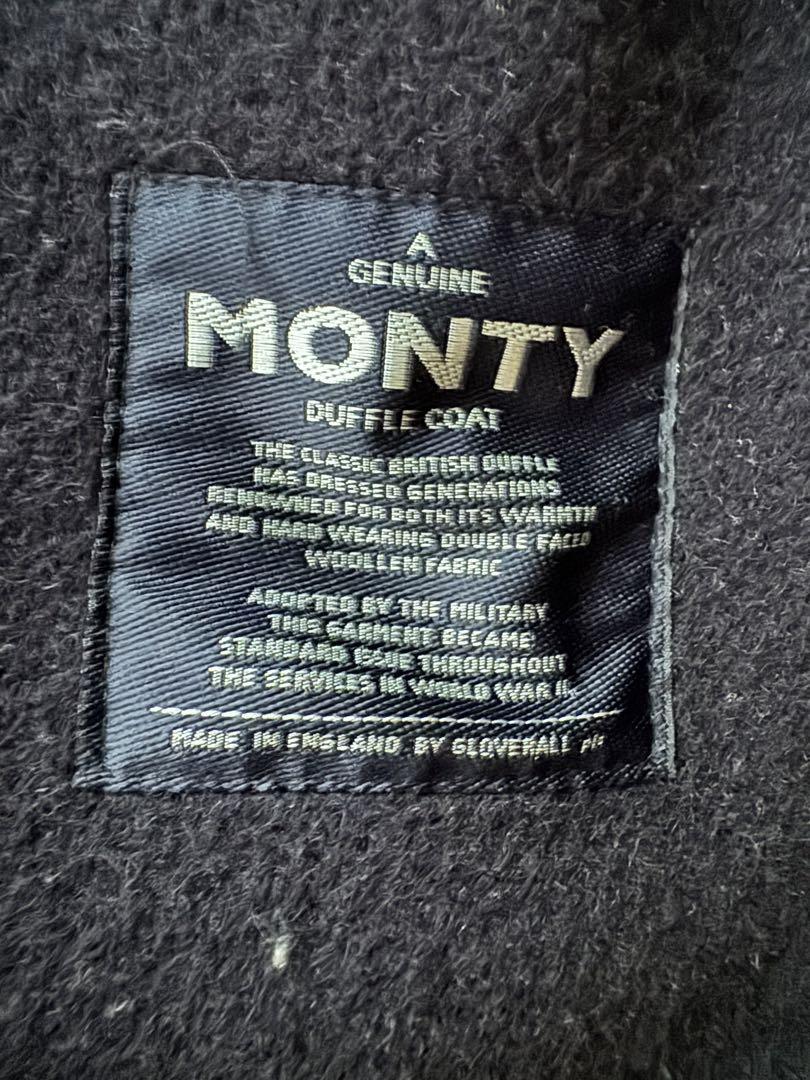 A
GENUINE
MONTY
DUFFLE COAT
THE CLASSIC BRITISH DUFFLE
HAS DRESSED GENERATIONS
RENOWNED FOR BOTH ITS WARMTH
AND HARD WEARING DOUBLE FACED
WOOLLEN FABRIC
ADOPTED BY THE MILITARY
THIS GARMENT BECAME
STANDARD ISSUE THROUGHOUT
THE SERVICES IN WORLD WAR II.
MADE IN ENGLAND BY GLOVERALL plc